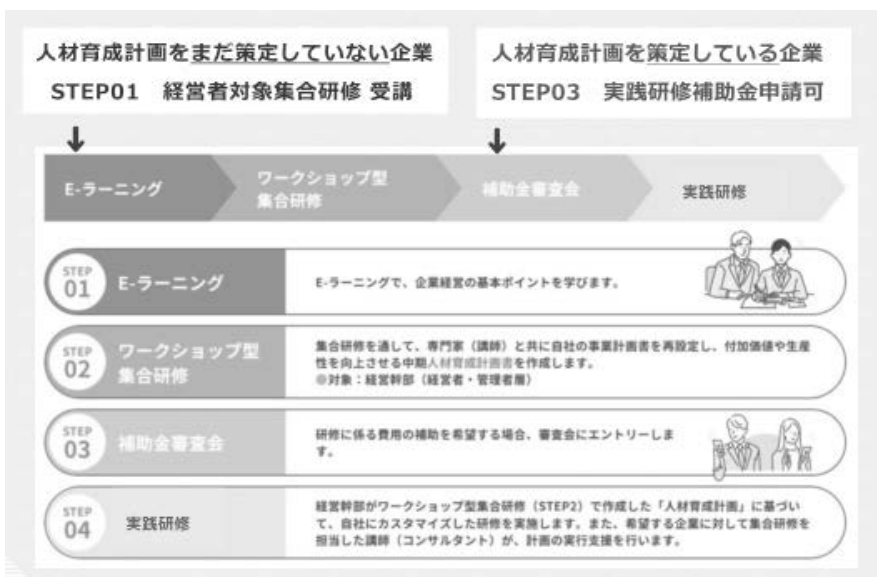 人材育成計画をまだ策定していない企業
STEP01　経営者対象集合研修 受講
人材育成計画を策定している企業
STEP03　実践研修補助金申請可
E-ラーニング
ワークショップ型
集合研修
補助金審査会
実践研修
STEP
01
E-ラーニング
E-ラーニングで、企業経営の基本ポイントを学びます。
STEP
02
ワークショップ型
集合研修
集合研修を通して、専門家（講師）と共に自社の事業計画書を再設定し、付加価値や生産
性を向上させる中期人材育成計画書を作成します。
※対象：経営幹部（経営者・管理者層）
STEP
03
補助金審査会
研修に係る費用の補助を希望する場合、審査会にエントリーしま
す。
STEP
04
実践研修
経営幹部がワークショップ型集合研修（STEP2）で作成した「人材育成計画」に基づい
て、自社にカスタマイズした研修を実施します。また、希望する企業に対して集合研修を
担当した講師（コンサルタント）が、計画の実行支援を行います。